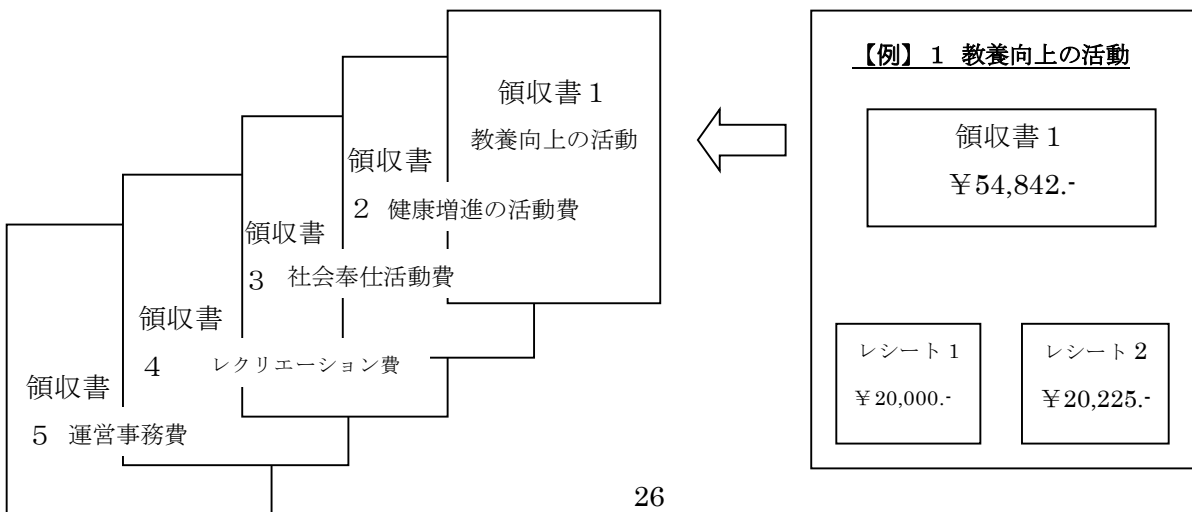 領収書１
教養向上の活動
領収書
２ 健康増進の活動費
領収書
３ 社会奉仕活動費
領収書
４ レクリエーション費
領収書
５ 運営事務費
【例】１ 教養向上の活動
領収書１
￥54,842.-
レシート１
￥20,000.-
レシート２
￥20,225.-
26